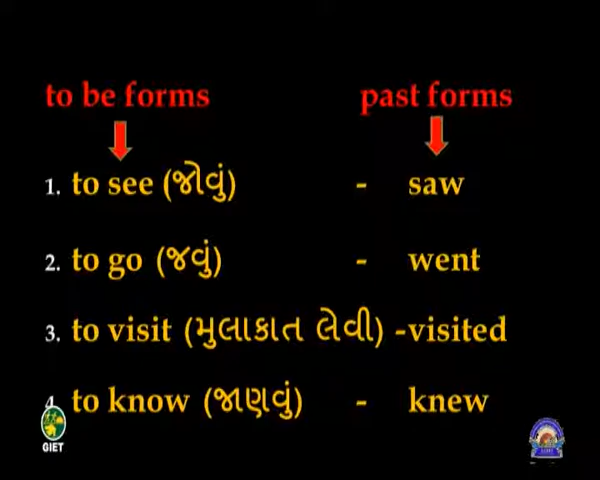 to be forms past forms
1. to see (જોવું) - saw
2. to go (જવું) - went
3. to visit (મુલાકાત લેવી) -visited
4. to know (જાણવું) - knew
GIET